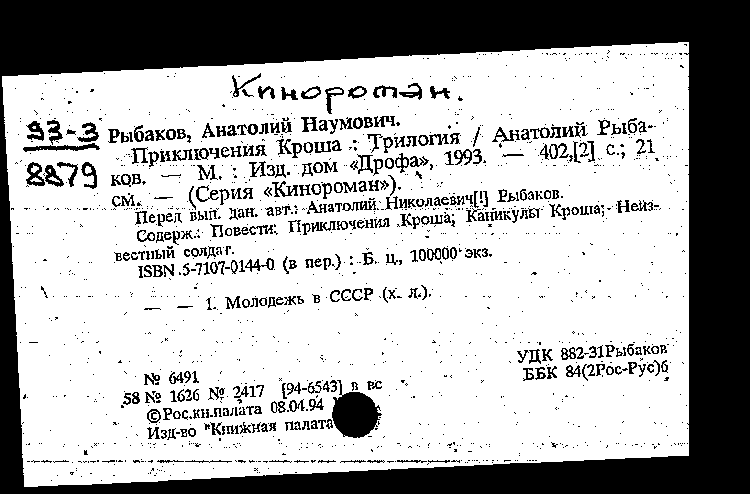 Кинороман.
93-3
8879
Рыбаков, Анатолий Наумович.
Приключения Кроша : Трилогия / Анатолий Рыба-
ков. — М. : Изд. дом «Дрофа», 1993. — 402,[2] с.; 21
см. — (Серия «Кинороман»).
Перед вып. дан. авт.: Анатолий Николаевич[!] Рыбаков.
Содерж.: Повести: Приключения Кроша; Каникулы Кроша; Неиз-
вестный солдат.
ISBN 5-7107-0144-0 (в пер.) : Б. ц., 100000 экз.
— — 1. Молодежь в СССР (х. л.).
УДК 882-31Рыбаков
ББК 84(2Рос-Рус)6
№ 6491
58 № 1626 № 2417 [94-6543] в вс
©Рос.кн.палата 08.04.94
Изд-во "Книжная палата